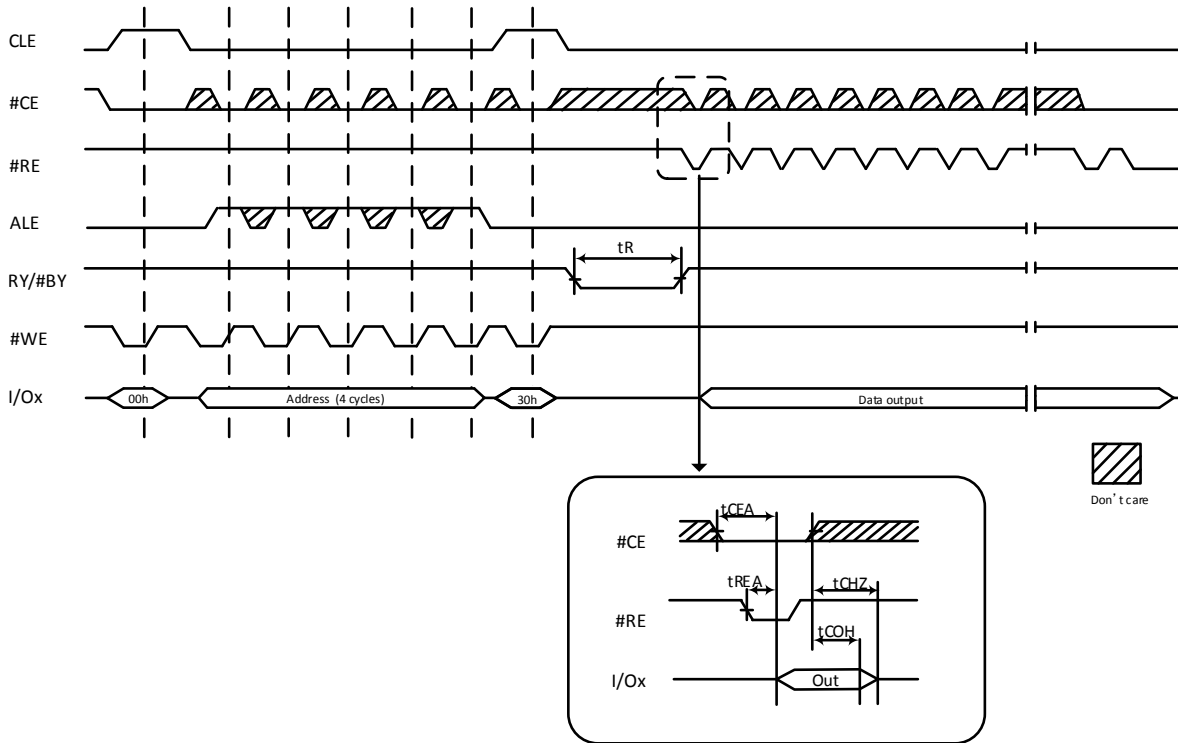 CLE
#CE
#RE
ALE
tR
RY/#BY
#WE
I/Ox
00h
Address (4 cycles)
30h
Data output
Don't care
tCEA
#CE
tREA
tCHZ
#RE
tCOH
I/Ox
Out